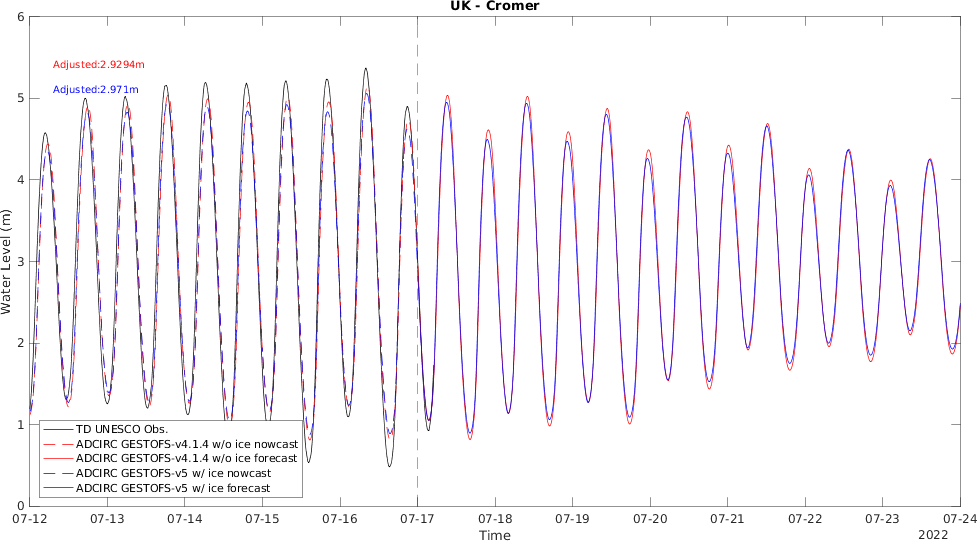 UK - Cromer
6
Adjusted:2.9294m
Adjusted:2.971m
5
4
3
2
1
0
Water Level (m)
TD UNESCO Obs.
ADCIRC GESTOFS-v4.1.4 w/o ice nowcast
ADCIRC GESTOFS-v4.1.4 w/o ice forecast
ADCIRC GESTOFS-v5 w/ ice nowcast
ADCIRC GESTOFS-v5 w/ ice forecast
07-12 07-13 07-14 07-15 07-16 07-17 07-18 07-19 07-20 07-21 07-22 07-23 07-24
Time
2022